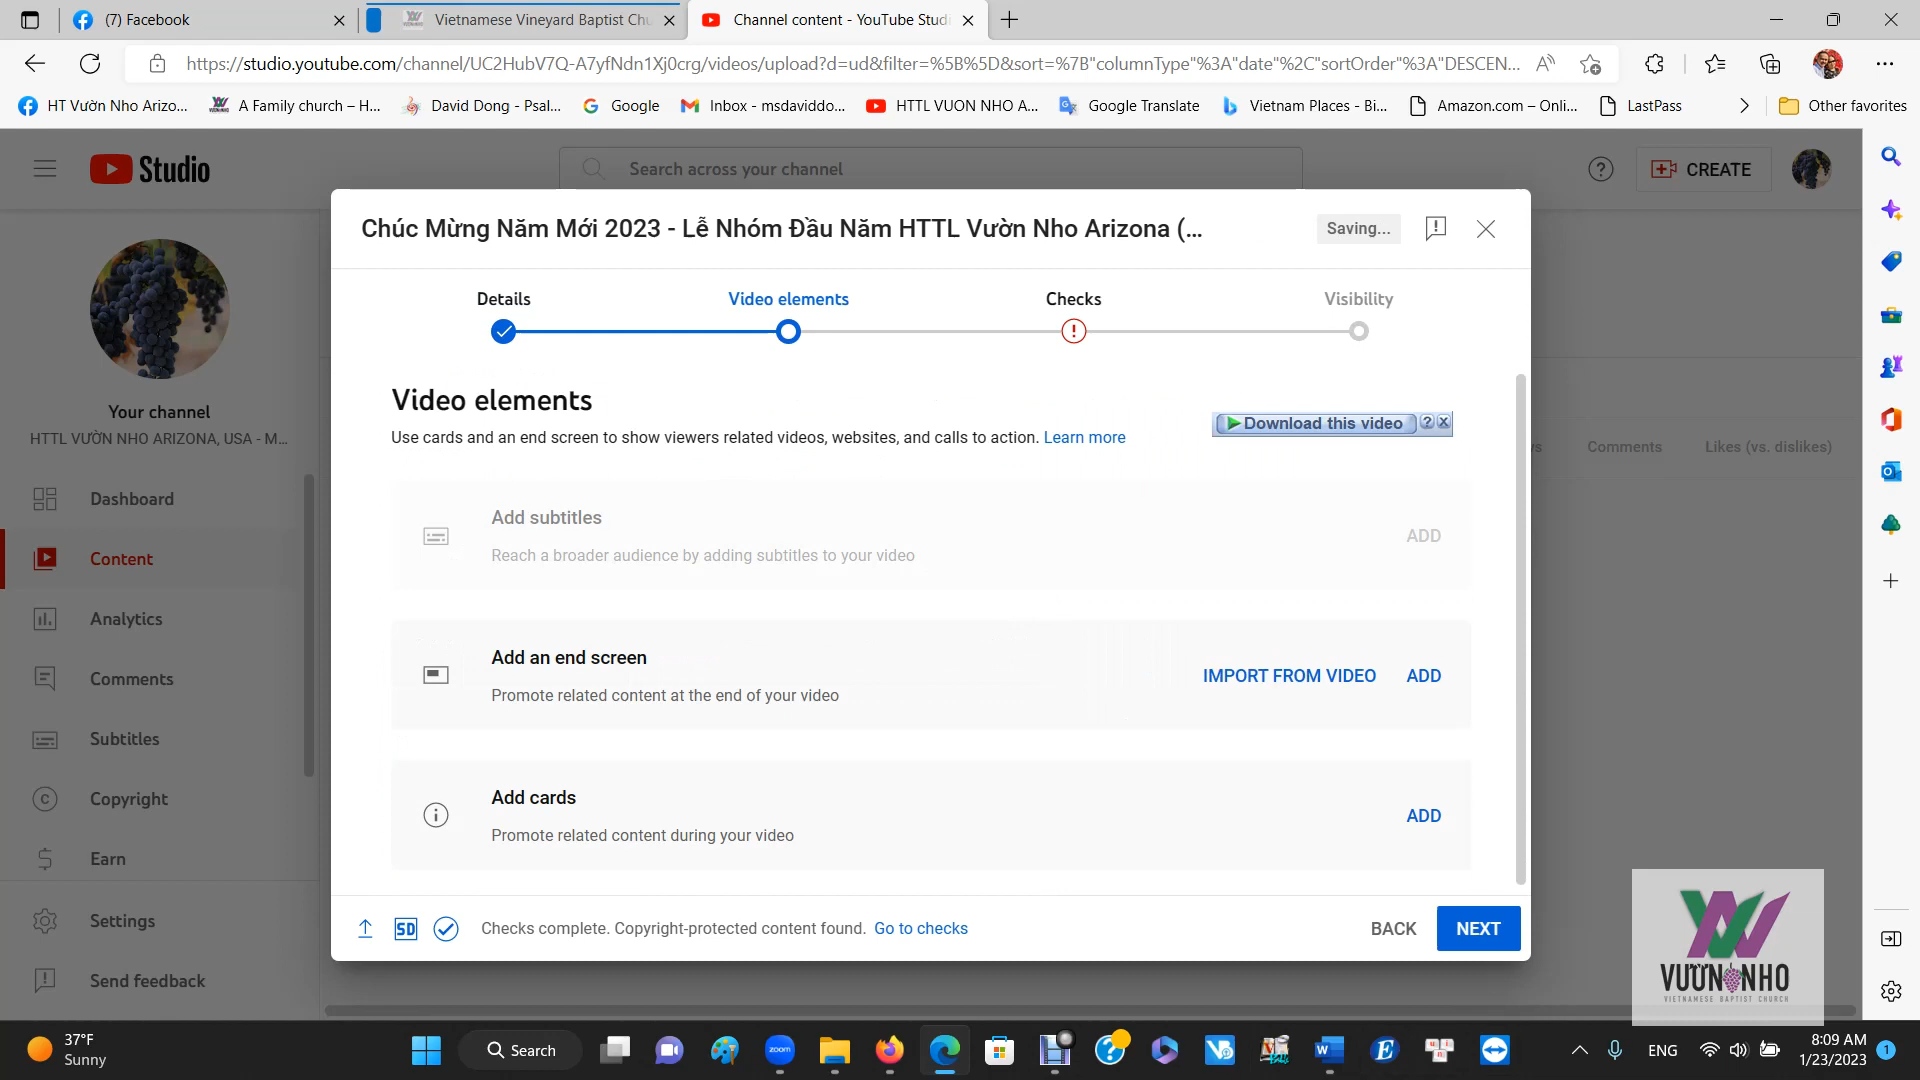 (7) Facebook
Vietnamese Vineyard Baptist Chu
Channel content - YouTube Studi
https://studio.youtube.com/channel/UC2HubV7Q-A7yfNdn1Xj0crg/videos/upload?d=ud&filter=%5B%5D&sort=%7B"columnType"%3A"date"%2C"sortOrder"%3A"DESCEN...
HT Vườn Nho Arizo...
A Family church – H...
David Dong - Psal...
Google
Inbox - msdaviddo...
HTTL VUON NHO A...
Google Translate
Vietnam Places - Bi...
Amazon.com – Onli...
LastPass
Other favorites
Studio
Search across your channel
CREATE
Chúc Mừng Năm Mới 2023 - Lễ Nhóm Đầu Năm HTTL Vườn Nho Arizona (...
Saving...
Details
Video elements
Checks
Visibility
Your channel
HTTL VƯỜN NHO ARIZONA, USA - M...
Dashboard
Content
Analytics
Comments
Subtitles
Copyright
Earn
Settings
Send feedback
Video elements
Use cards and an end screen to show viewers related videos, websites, and calls to action. Learn more
Download this video
Comments
Likes (vs. dislikes)
Add subtitles
Reach a broader audience by adding subtitles to your video
ADD
Add an end screen
Promote related content at the end of your video
IMPORT FROM VIDEO
ADD
Add cards
Promote related content during your video
ADD
SD
Checks complete. Copyright-protected content found. Go to checks
BACK
NEXT
VUON NHO
VIETNAMESE BAPTIST CHURCH
37°F
Sunny
Search
zoom
ENG
8:09 AM
1/23/2023
1